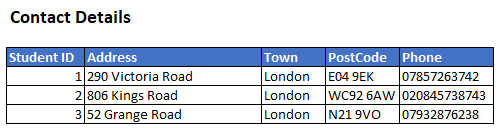 Contact Details
Student ID Address Town PostCode Phone
1 290 Victoria Road London E04 9EK 07857263742
2 806 Kings Road London WC92 6AW 020845738743
3 52 Grange Road London N21 9VO 07932876238